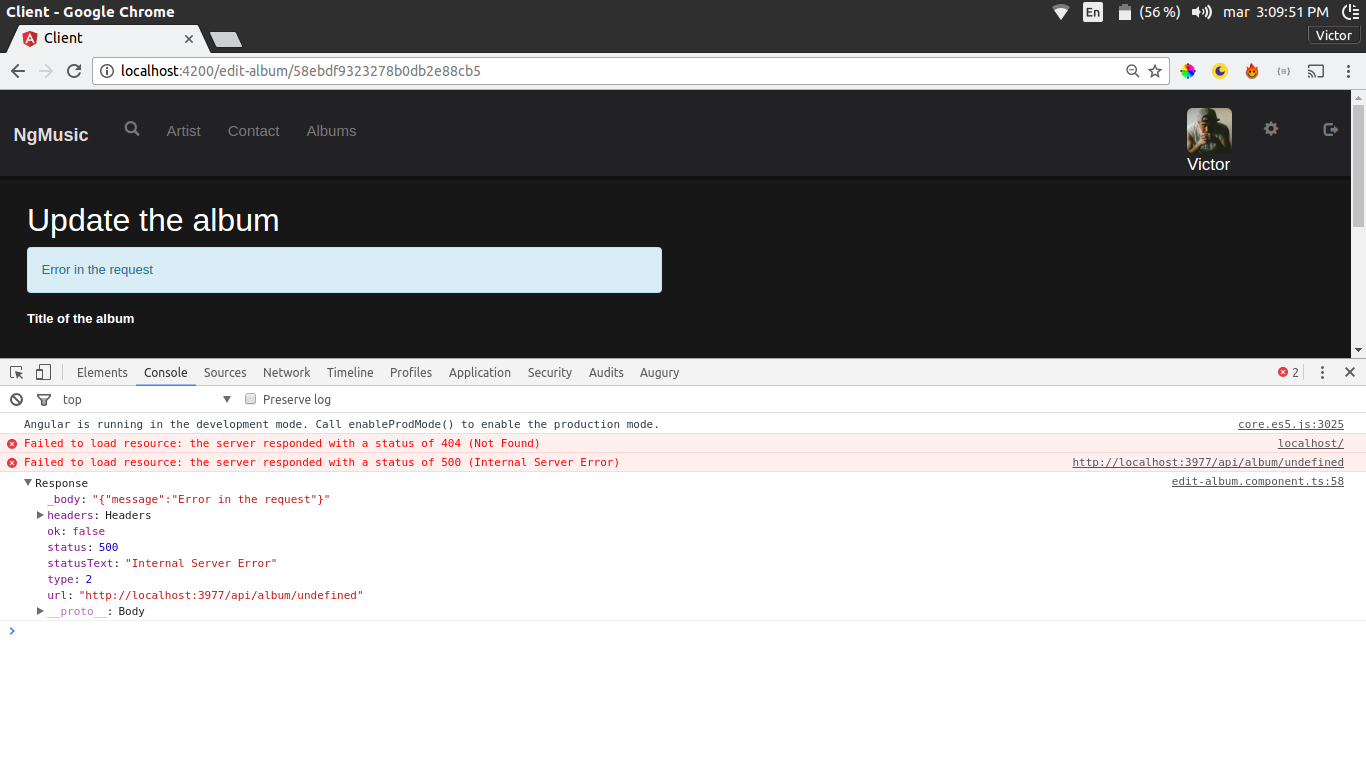 Client - Google Chrome
En (56 %) mar 3:09:51 PM
Client
Victor
localhost:4200/edit-album/58ebdf9323278b0db2e88cb5
NgMusic Artist Contact Albums
Victor
Update the album
Error in the request
Title of the album
Elements Console Sources Network Timeline Profiles Application Security Audits Augury 2
top Preserve log
Angular is running in the development mode. Call enableProdMode() to enable the production mode. core.es5.js:3025
Failed to load resource: the server responded with a status of 404 (Not Found) localhost/
Failed to load resource: the server responded with a status of 500 (Internal Server Error) http://localhost:3977/api/album/undefined
Response edit-album.component.ts:58
_body: "{"message":"Error in the request"}"
headers: Headers
ok: false
status: 500
statusText: "Internal Server Error"
type: 2
url: "http://localhost:3977/api/album/undefined"
__proto__: Body